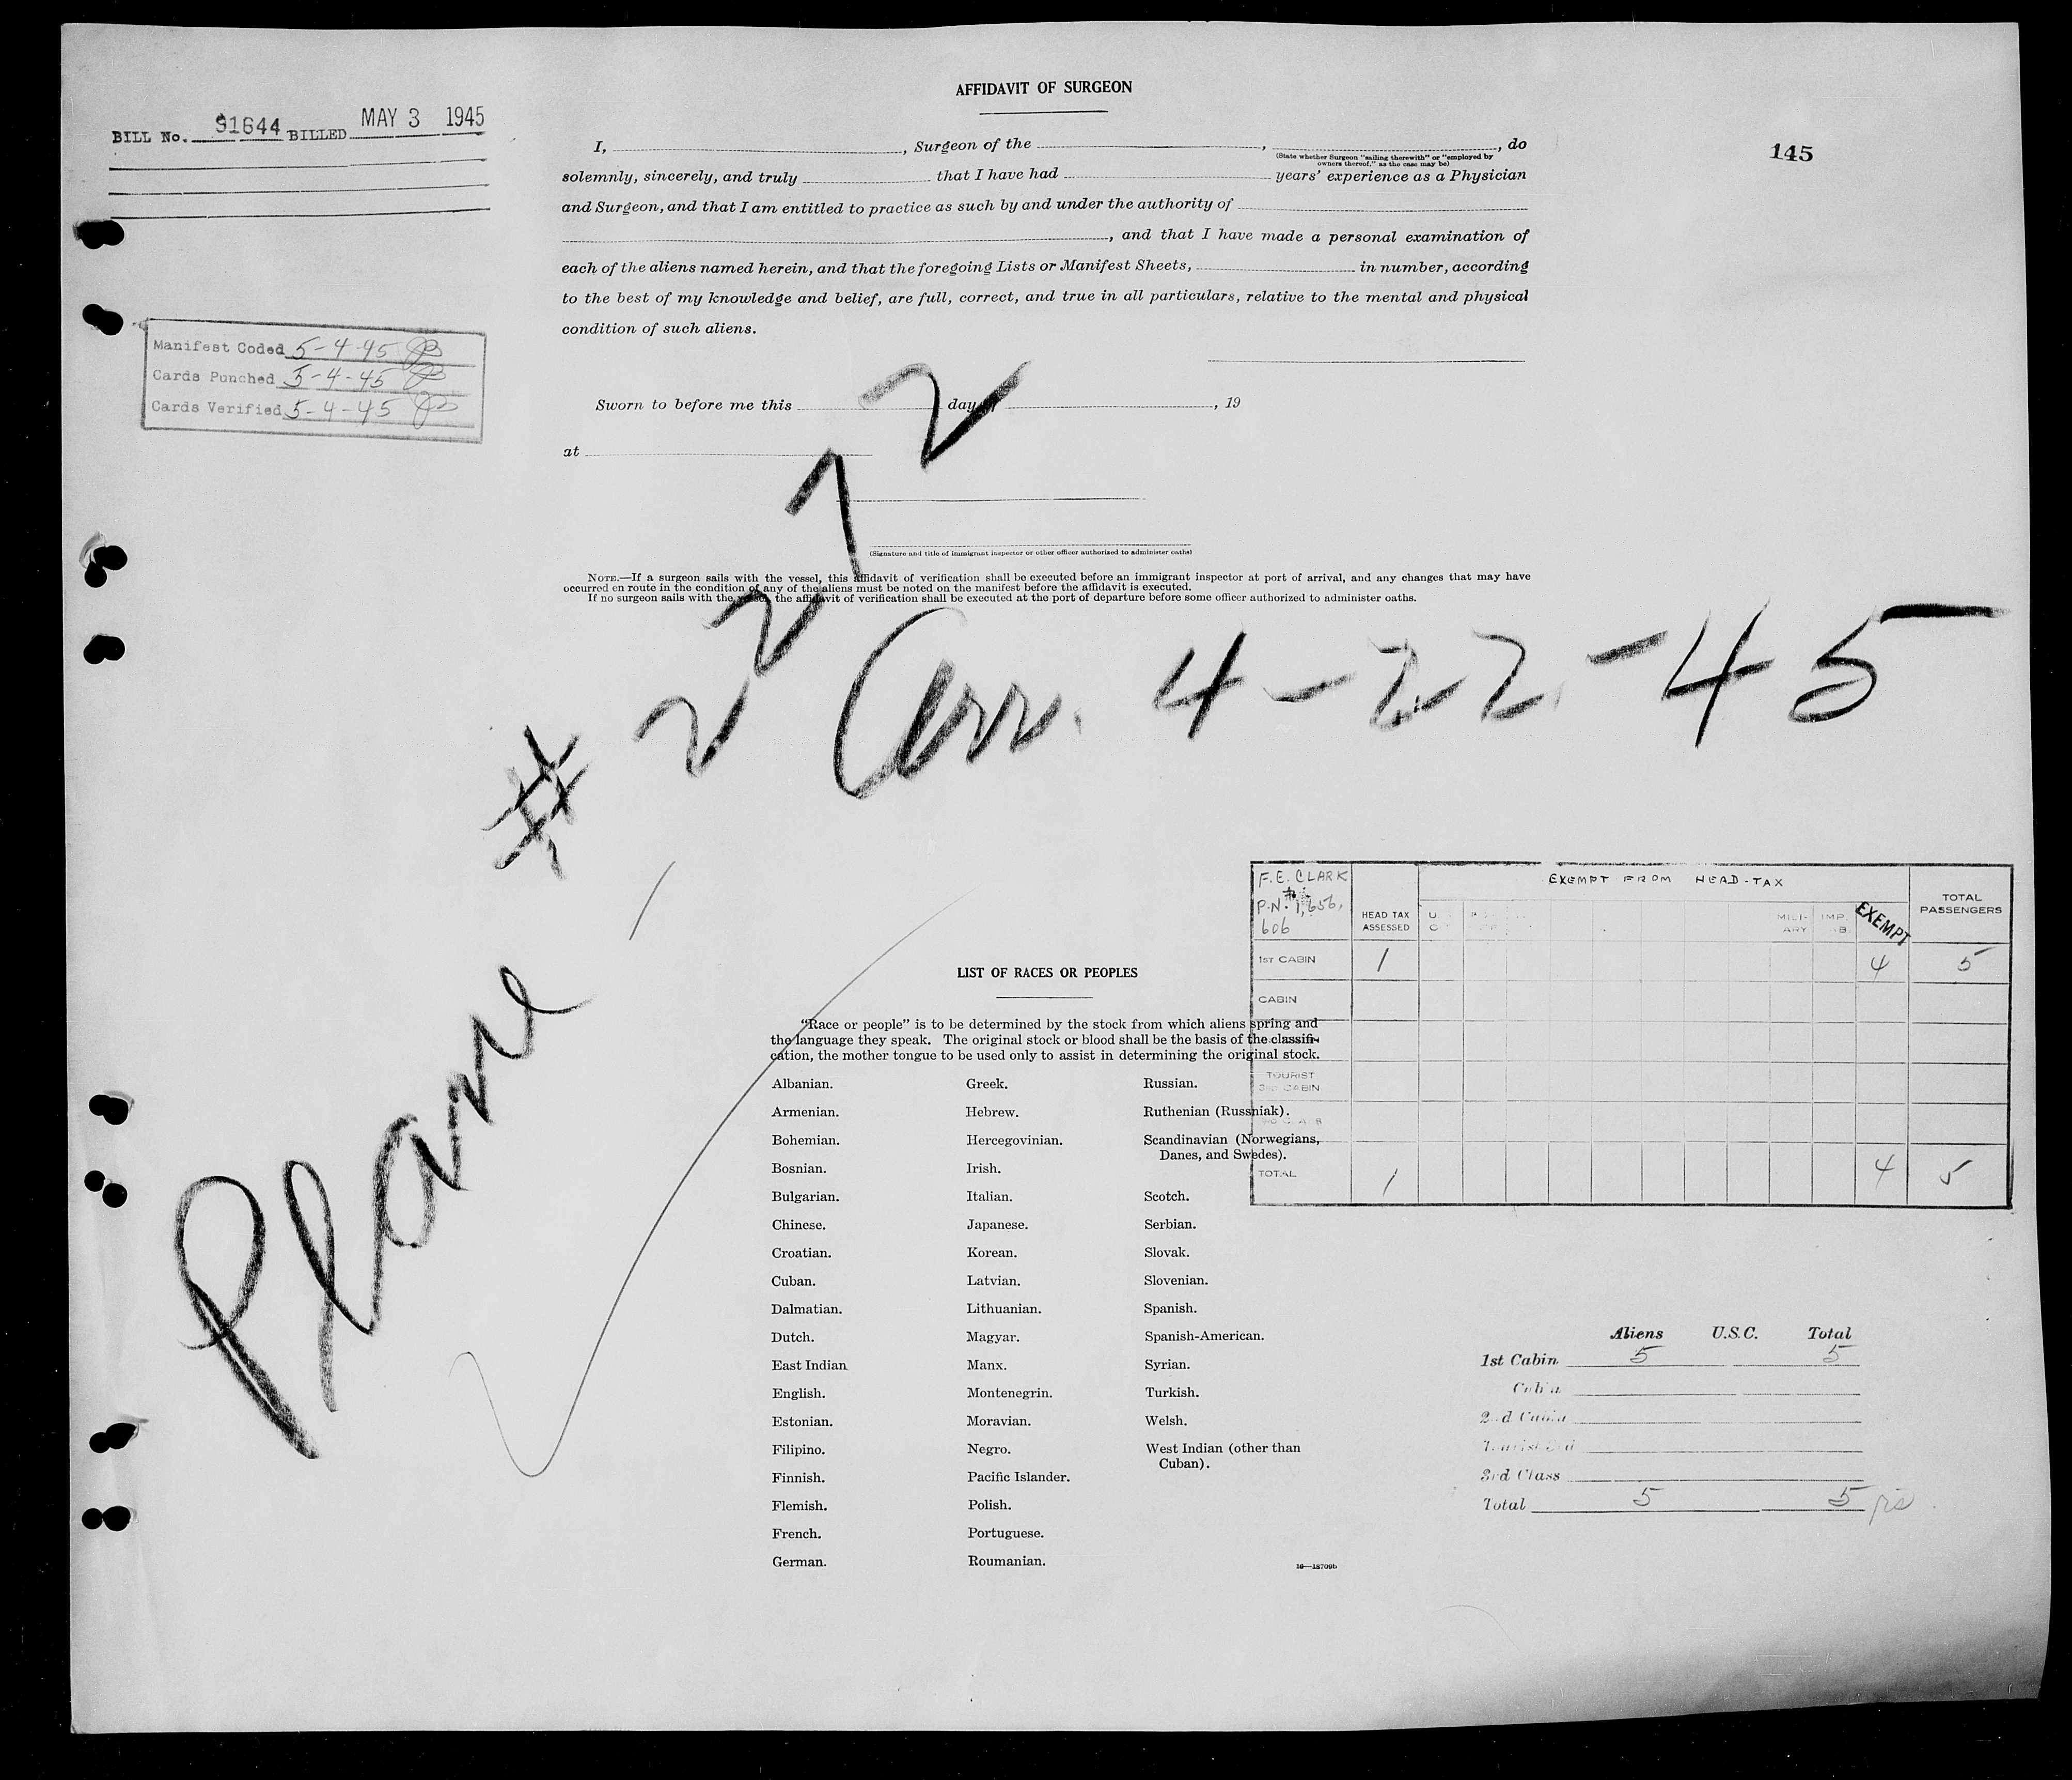 AFFIDAVIT OF SURGEON
BILL No. 91644 BILLED MAY 3 1945
145
I, , Surgeon of the , , do
(State whether Surgeon "sailing therewith" or "employed by
owners thereof," as the case may be)
solemnly, sincerely, and truly that I have had years' experience as a Physician
and Surgeon, and that I am entitled to practice as such by and under the authority of
, and that I have made a personal examination of
each of the aliens named herein, and that the foregoing Lists or Manifest Sheets, in number, according
to the best of my knowledge and belief, are full, correct, and true in all particulars, relative to the mental and physical
condition of such aliens.
Manifest Coded 5-4-45
Cards Punched 5-4-45
Cards Verified 5-4-45
Sworn to before me this day , 19
at
(Signature and title of immigrant inspector or other officer authorized to administer oaths)
NOTE.—If a surgeon sails with the vessel, this affidavit of verification shall be executed before an immigrant inspector at port of arrival, and any changes that may have
occurred en route in the condition of any of the aliens must be noted on the manifest before the affidavit is executed.
If no surgeon sails with the vessel, the affidavit of verification shall be executed at the port of departure before some officer authorized to administer oaths.
Plane - # 2212
Arr. 4-22-45
F.E. CLARK
P.N. 1,656,
606
HEAD TAX
ASSESSED
EXEMPT FROM HEAD-TAX
MILI-
ARY
IMP.
EXEMPT
TOTAL
PASSENGERS
1ST CABIN 1 4 5
CABIN
TOURIST
3RD CABIN
TOTAL 1 4 5
LIST OF RACES OR PEOPLES
"Race or people" is to be determined by the stock from which aliens spring and
the language they speak. The original stock or blood shall be the basis of the classifi-
cation, the mother tongue to be used only to assist in determining the original stock.
Albanian.
Armenian.
Bohemian.
Bosnian.
Bulgarian.
Chinese.
Croatian.
Cuban.
Dalmatian.
Dutch.
East Indian
English.
Estonian.
Filipino.
Finnish.
Flemish.
French.
German.
Greek.
Hebrew.
Hercegovinian.
Irish.
Italian.
Japanese.
Korean.
Latvian.
Lithuanian.
Magyar.
Manx.
Montenegrin.
Moravian.
Negro.
Pacific Islander.
Polish.
Portuguese.
Roumanian.
Russian.
Ruthenian (Russniak).
Scandinavian (Norwegians,
Danes, and Swedes).
Scotch.
Serbian.
Slovak.
Slovenian.
Spanish.
Spanish-American.
Syrian.
Turkish.
Welsh.
West Indian (other than
Cuban).
16—18709b
Aliens U.S.C. Total
1st Cabin 5 5
Cabin
2nd Cabin
Tourist 3rd
3rd Class
Total 5 5